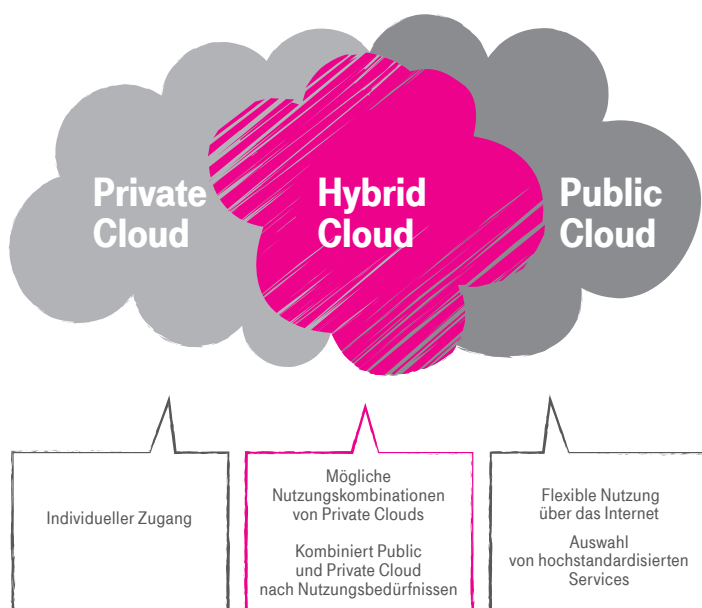 Private
Cloud
Hybrid
Cloud
Public
Cloud
Individueller Zugang
Mögliche
Nutzungskombinationen
von Private Clouds
Kombiniert Public
und Private Cloud
nach Nutzungsbedürfnissen
Flexible Nutzung
über das Internet
Auswahl
von hochstandardisierten
Services